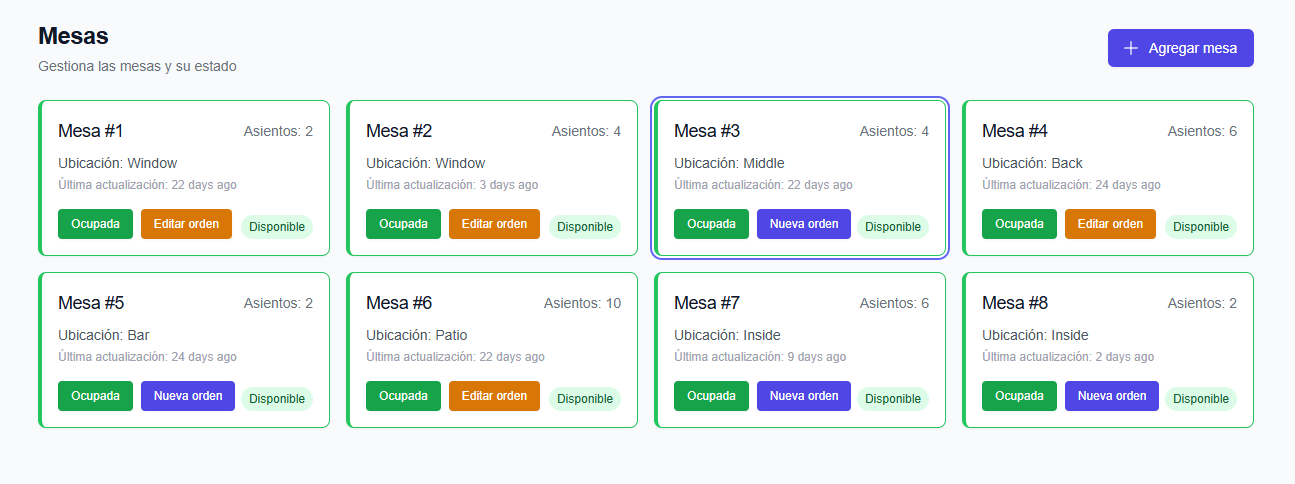 Mesas
Gestiona las mesas y su estado
Agregar mesa
Mesa #1 Asientos: 2
Ubicación: Window
Última actualización: 22 days ago
Ocupada Editar orden Disponible
Mesa #2 Asientos: 4
Ubicación: Window
Última actualización: 3 days ago
Ocupada Editar orden Disponible
Mesa #3 Asientos: 4
Ubicación: Middle
Última actualización: 22 days ago
Ocupada Nueva orden Disponible
Mesa #4 Asientos: 6
Ubicación: Back
Última actualización: 24 days ago
Ocupada Editar orden Disponible
Mesa #5 Asientos: 2
Ubicación: Bar
Última actualización: 24 days ago
Ocupada Nueva orden Disponible
Mesa #6 Asientos: 10
Ubicación: Patio
Última actualización: 22 days ago
Ocupada Editar orden Disponible
Mesa #7 Asientos: 6
Ubicación: Inside
Última actualización: 9 days ago
Ocupada Nueva orden Disponible
Mesa #8 Asientos: 2
Ubicación: Inside
Última actualización: 2 days ago
Ocupada Nueva orden Disponible